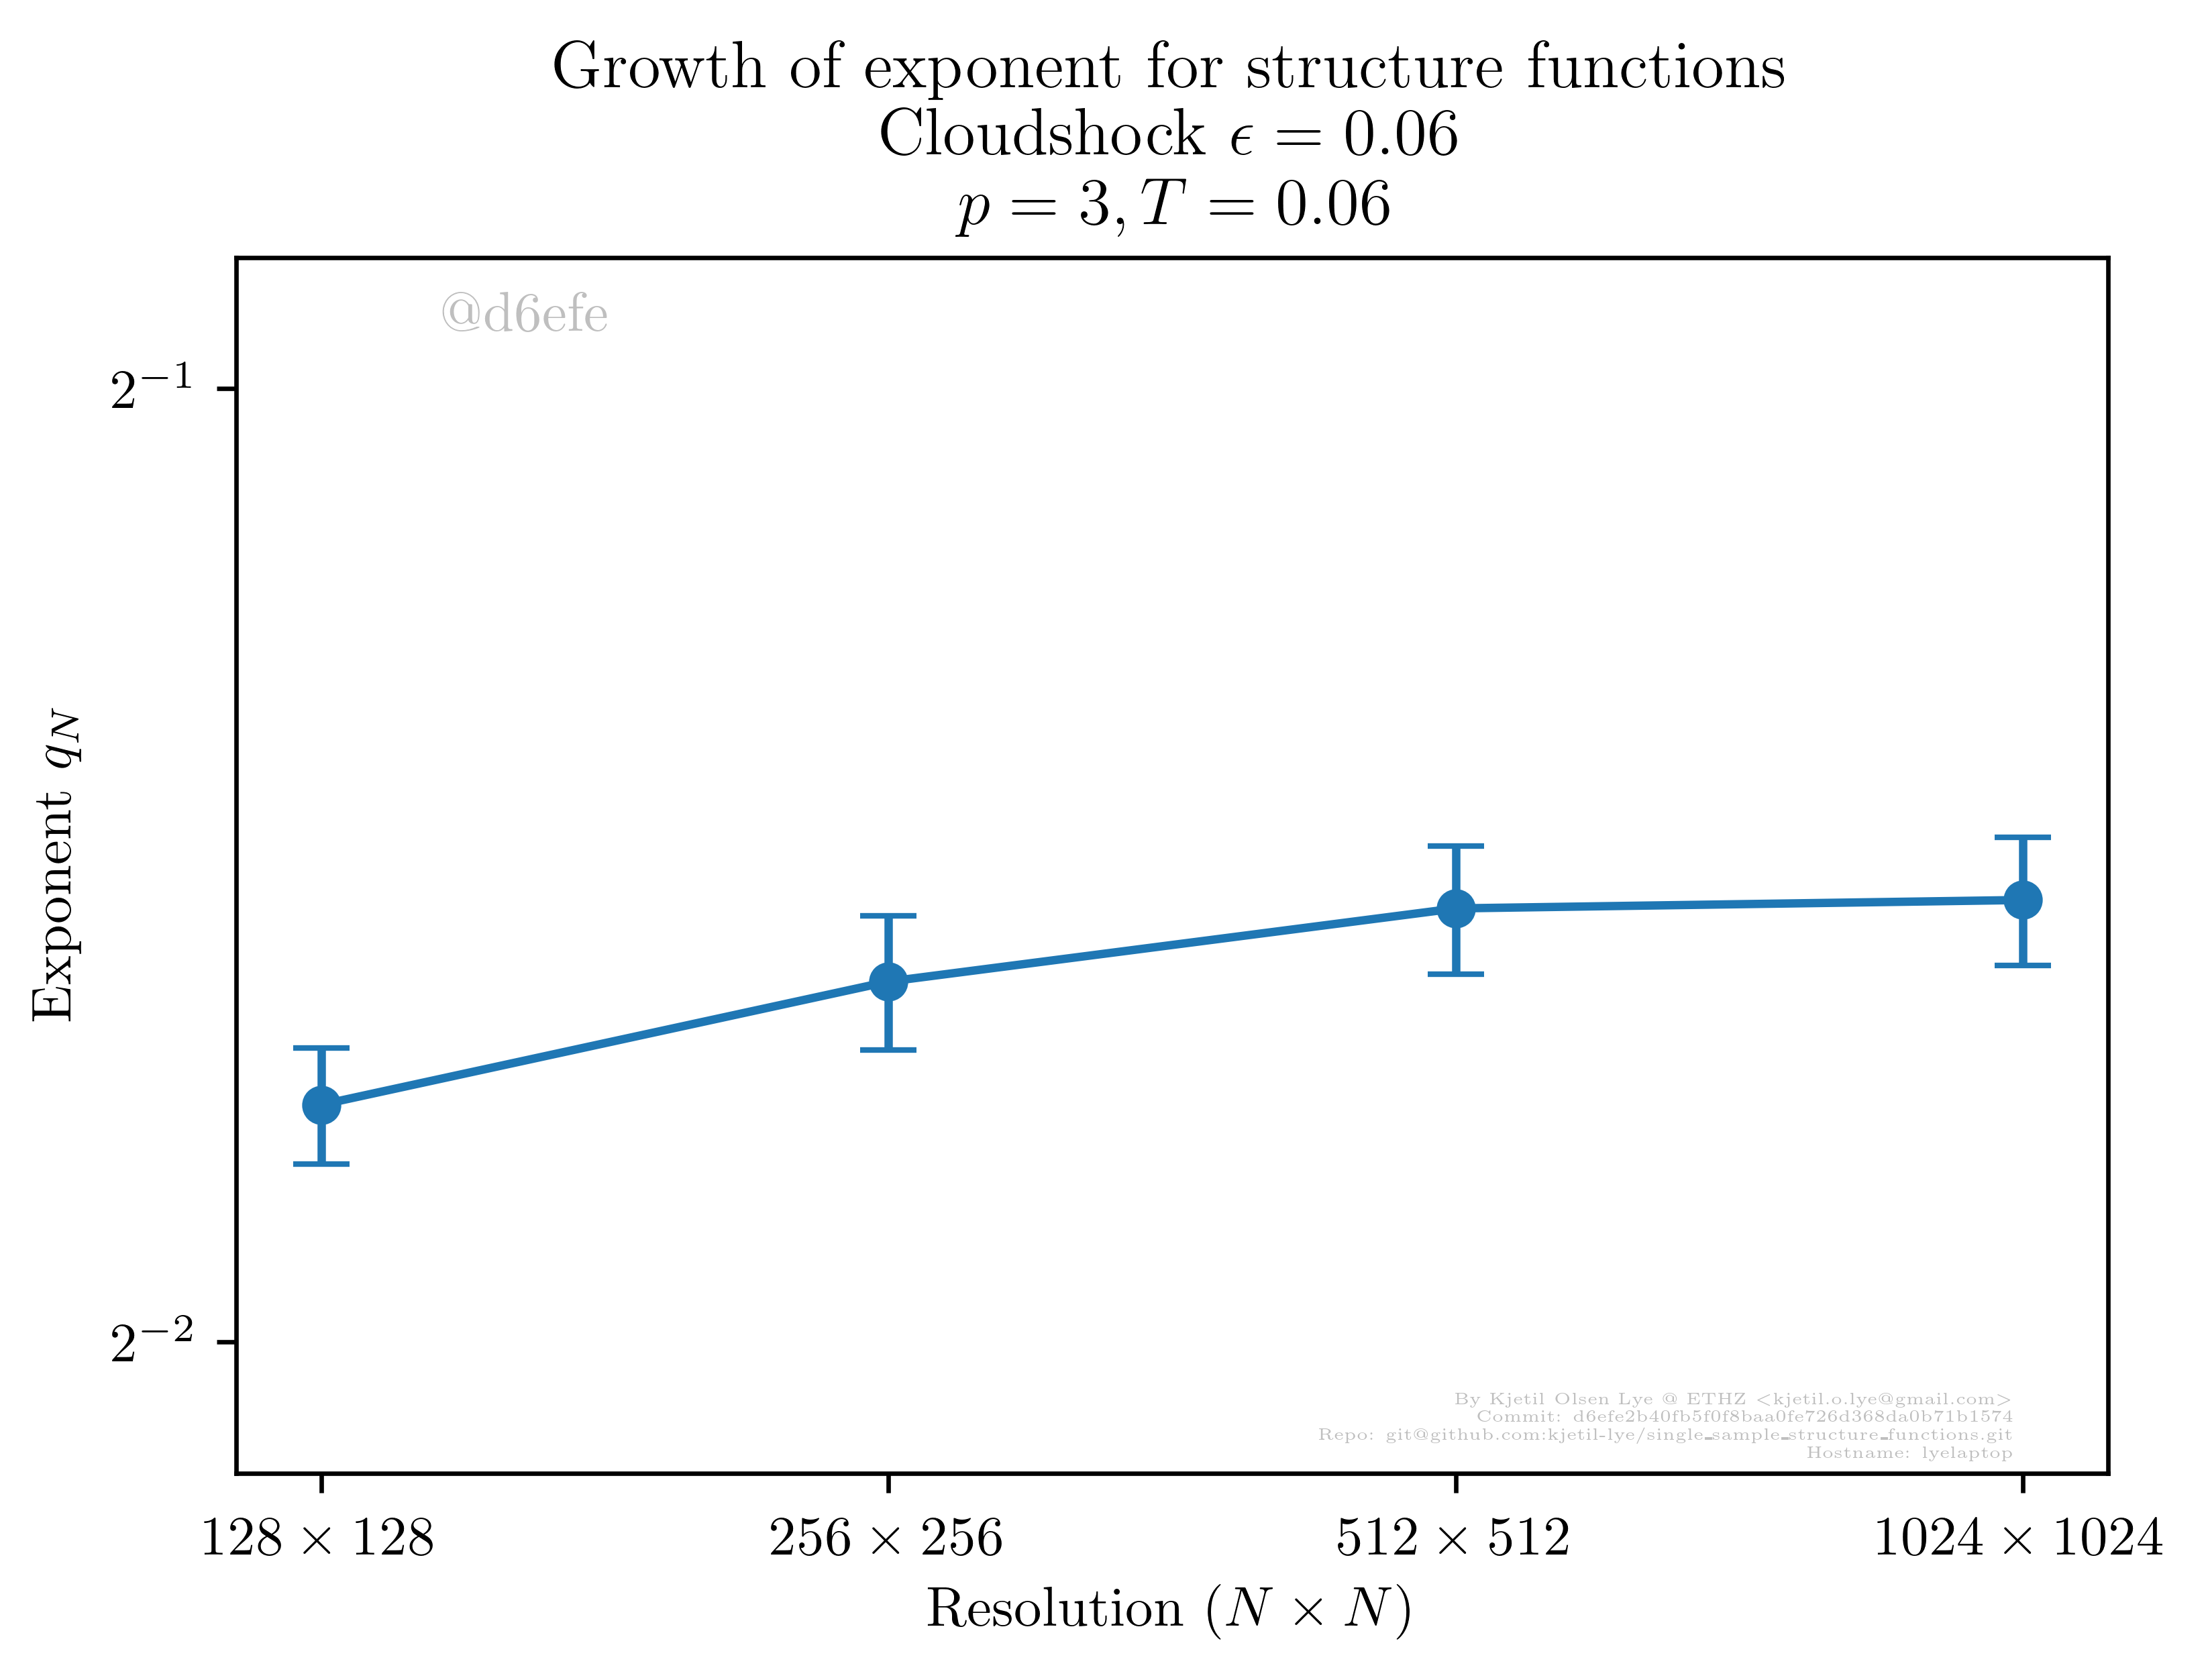 Growth of exponent for structure functions
Cloudshock ϵ = 0.06
p = 3, T = 0.06
@d6efe
2⁻¹
Exponent q_N
2⁻²
By Kjetil Olsen Lye @ ETHZ <kjetil.o.lye@gmail.com>
Commit: d6efe2b40fb5f0f8baa0fe726d368da0b71b1574
Repo: git@github.com:kjetil-lye/single_sample_structure_functions.git
Hostname: lyelaptop
128 × 128 256 × 256 512 × 512 1024 × 1024
Resolution (N × N)